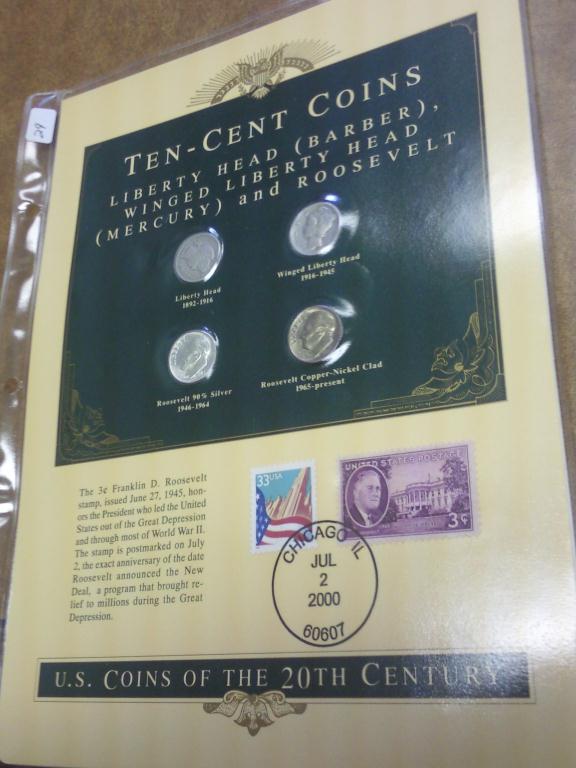 29
TEN-CENT COINS
LIBERTY HEAD (BARBER),
WINGED LIBERTY HEAD
(MERCURY) and ROOSEVELT
Liberty Head
1892-1916
Winged Liberty Head
1916-1945
Roosevelt 90% Silver
1946-1964
Roosevelt Copper-Nickel Clad
1965-present
The 3¢ Franklin D. Roosevelt
stamp, issued June 27, 1945, hon-
ors the President who led the United
States out of the Great Depression
and through most of World War II.
The stamp is postmarked on July
2, the exact anniversary of the date
Roosevelt announced the New
Deal, a program that brought re-
lief to millions during the Great
Depression.
33USA
UNITED STATES POSTAGE
3¢
CHICAGO IL
JUL
2
2000
60607
U.S. COINS OF THE 20TH CENTURY